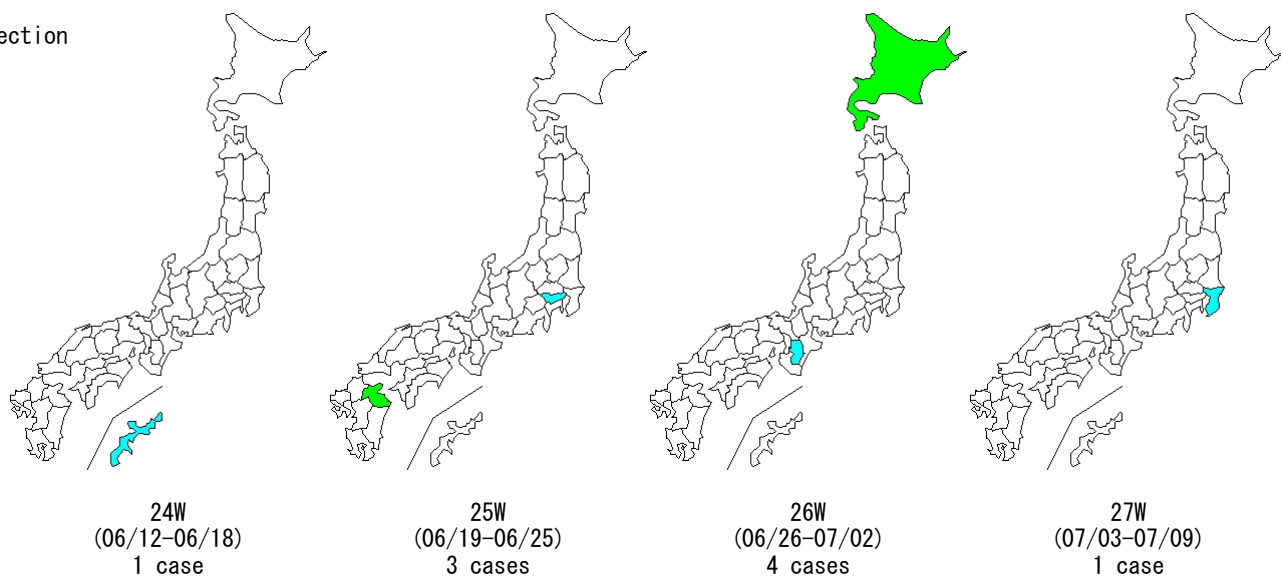 ection
24W
(06/12-06/18)
1 case
25W
(06/19-06/25)
3 cases
26W
(06/26-07/02)
4 cases
27W
(07/03-07/09)
1 case